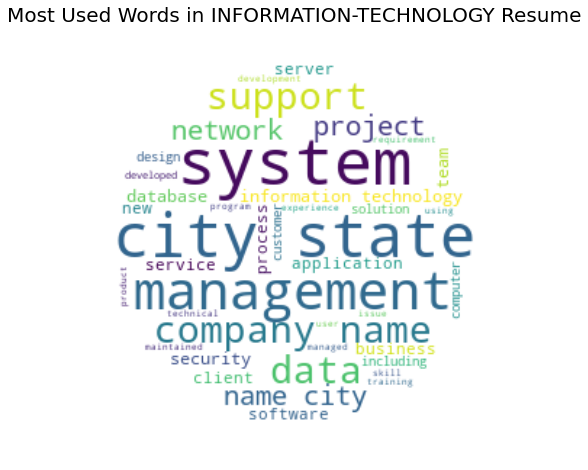 Most Used Words in INFORMATION-TECHNOLOGY Resume
server
development
support
network
project
requirement
design
system
team
developed
database
information technology
new
program
experience
solution
using
process
customer
city state
service
application
product
management
computer
technical
issue
company name
user
maintained
managed
business
security
data
including
client
skill
training
name city
software